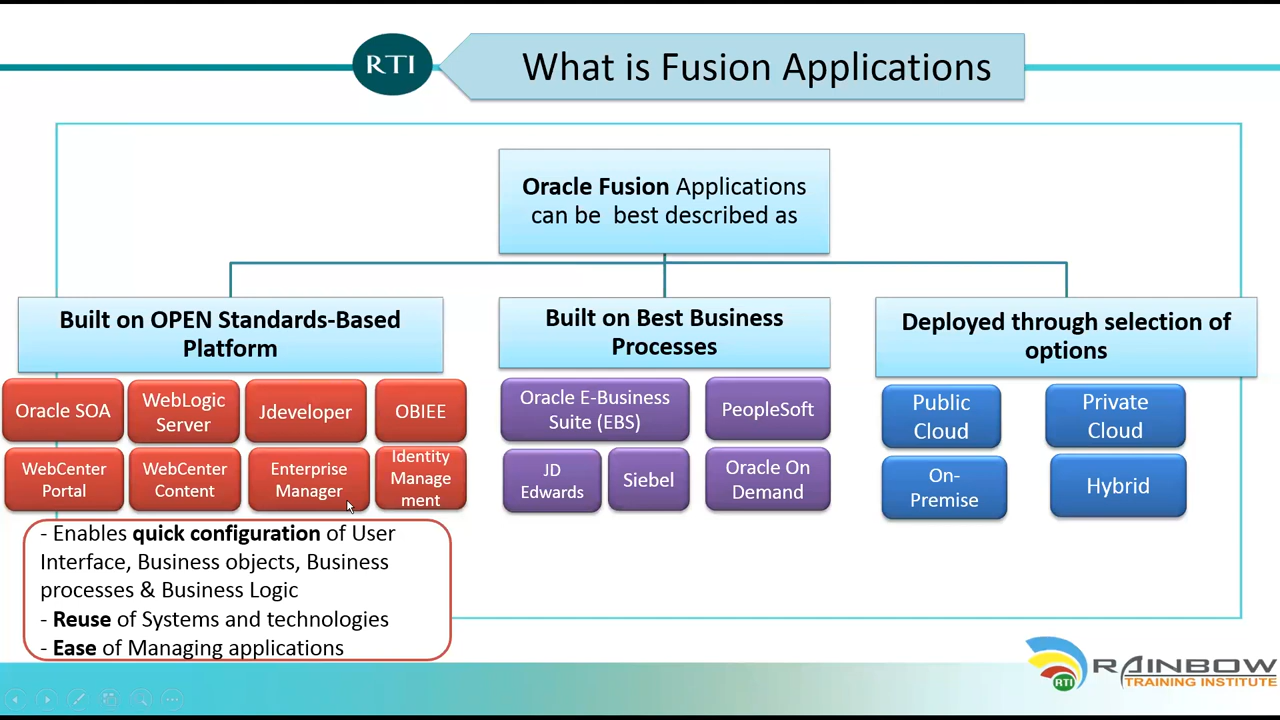 RTI
What is Fusion Applications
Oracle Fusion Applications
can be best described as
Built on OPEN Standards-Based
Platform
Built on Best Business
Processes
Deployed through selection of
options
Oracle SOA
WebLogic
Server
Jdeveloper
OBIEE
WebCenter
Portal
WebCenter
Content
Enterprise
Manager
Identity
Manage
ment
Oracle E-Business
Suite (EBS)
PeopleSoft
JD
Edwards
Siebel
Oracle On
Demand
Public
Cloud
Private
Cloud
On-
Premise
Hybrid
- Enables quick configuration of User
Interface, Business objects, Business
processes & Business Logic
- Reuse of Systems and technologies
- Ease of Managing applications
RTI
RAINBOW
TRAINING INSTITUTE